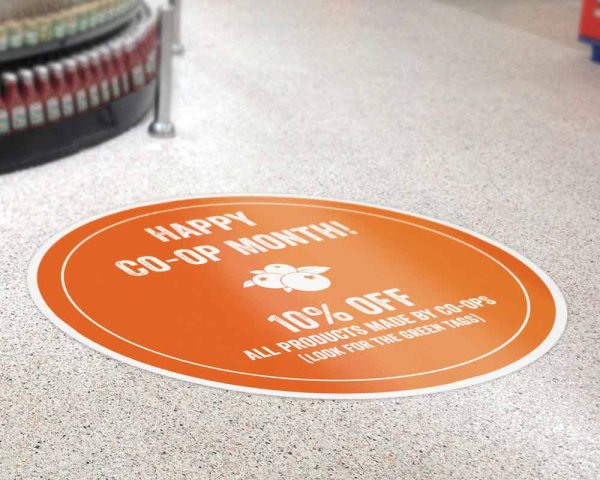 HAPPY
CO-OP MONTH!
10% OFF
ALL PRODUCTS MADE BY CO-OPS
(LOOK FOR THE GREEN TAGS)